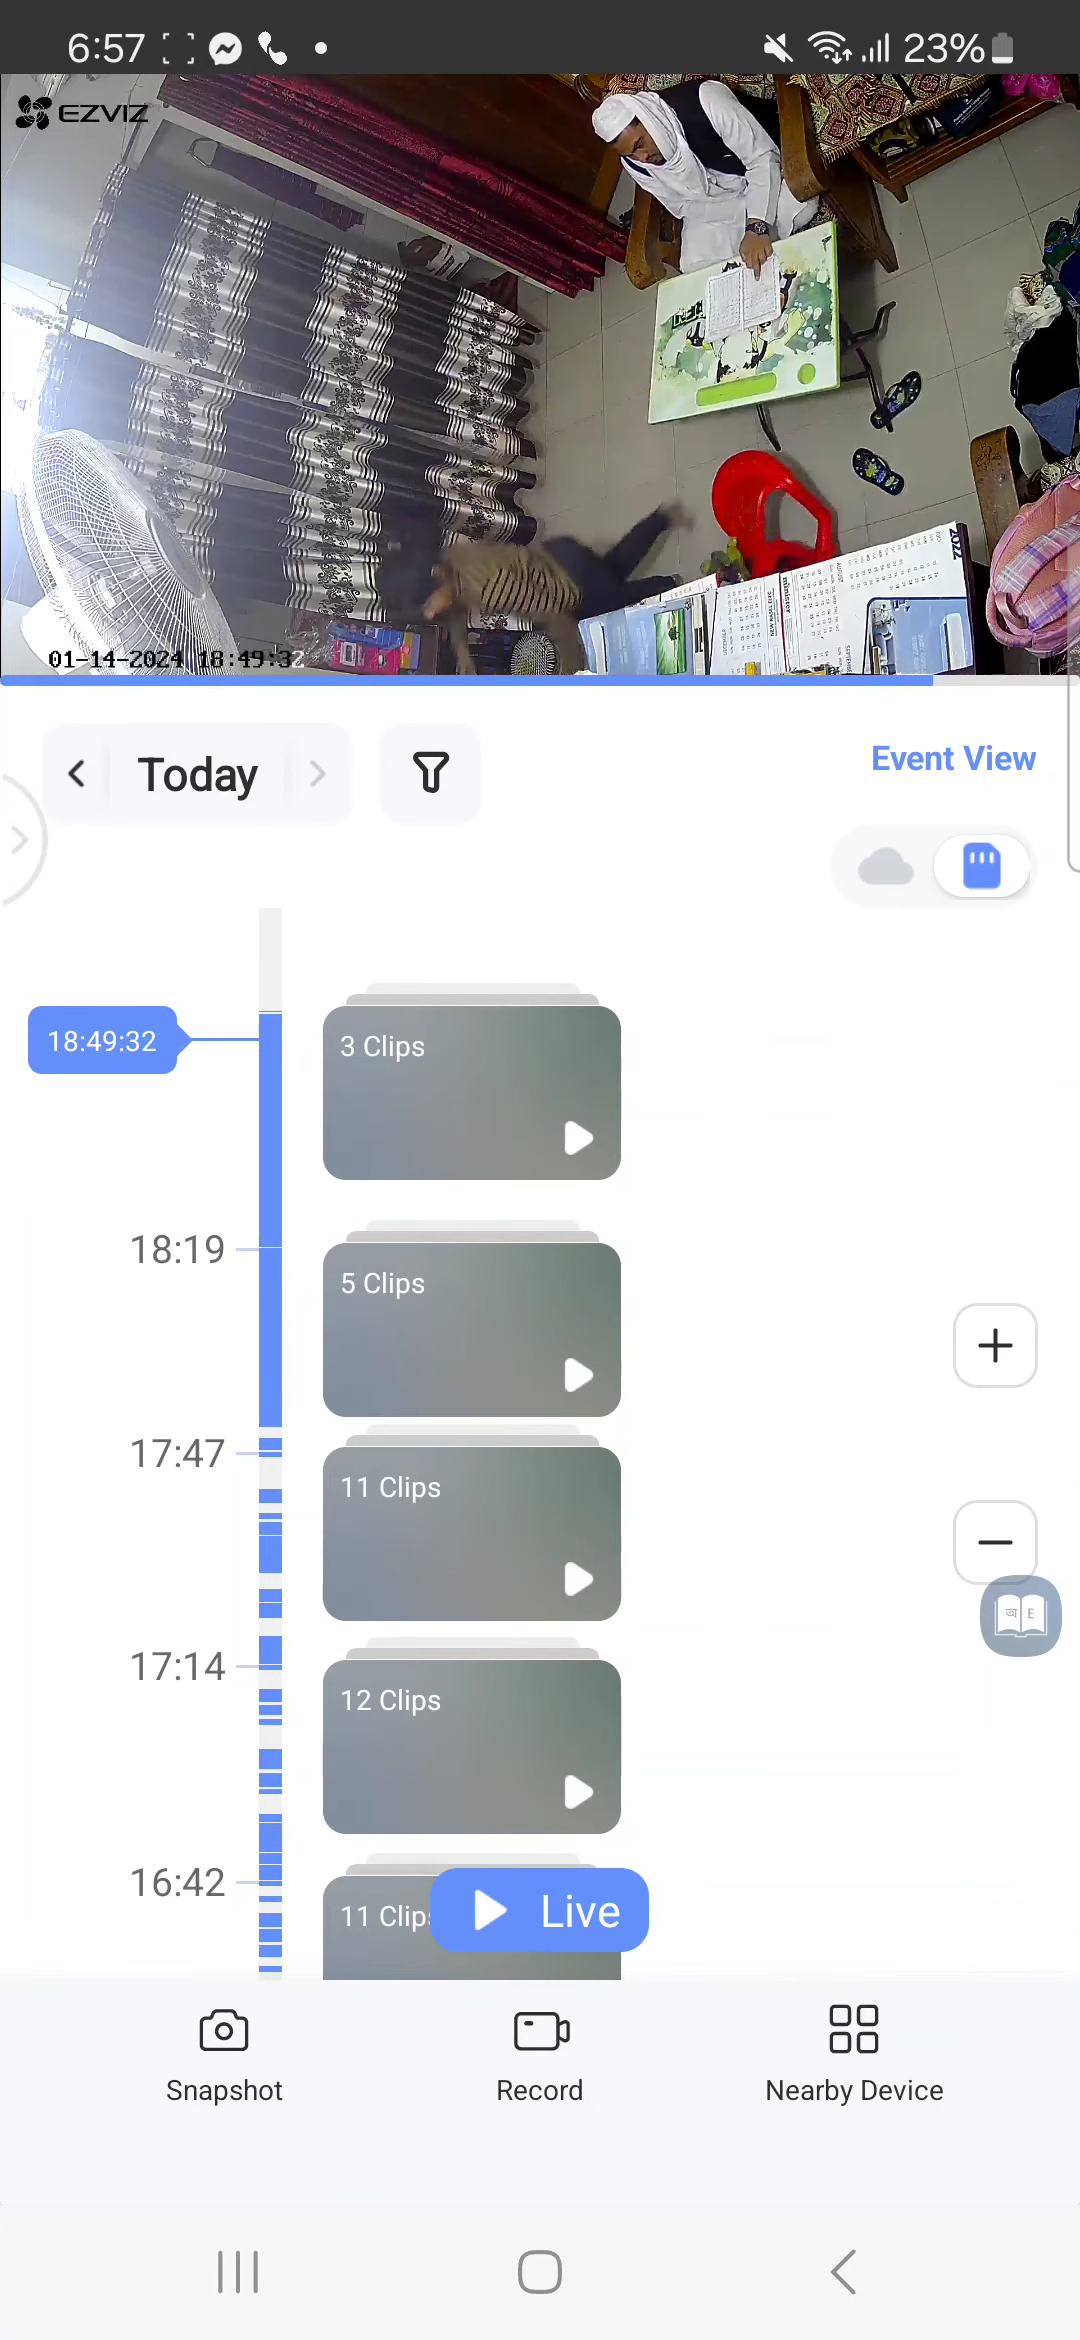 6:57
23%
EZVIZ
2022
01-14-2024 18:49:32
Today
Event View
18:49:32
3 Clips
18:19
5 Clips
17:47
11 Clips
17:14
12 Clips
16:42
11 Clips
Live
অ E
Snapshot
Record
Nearby Device